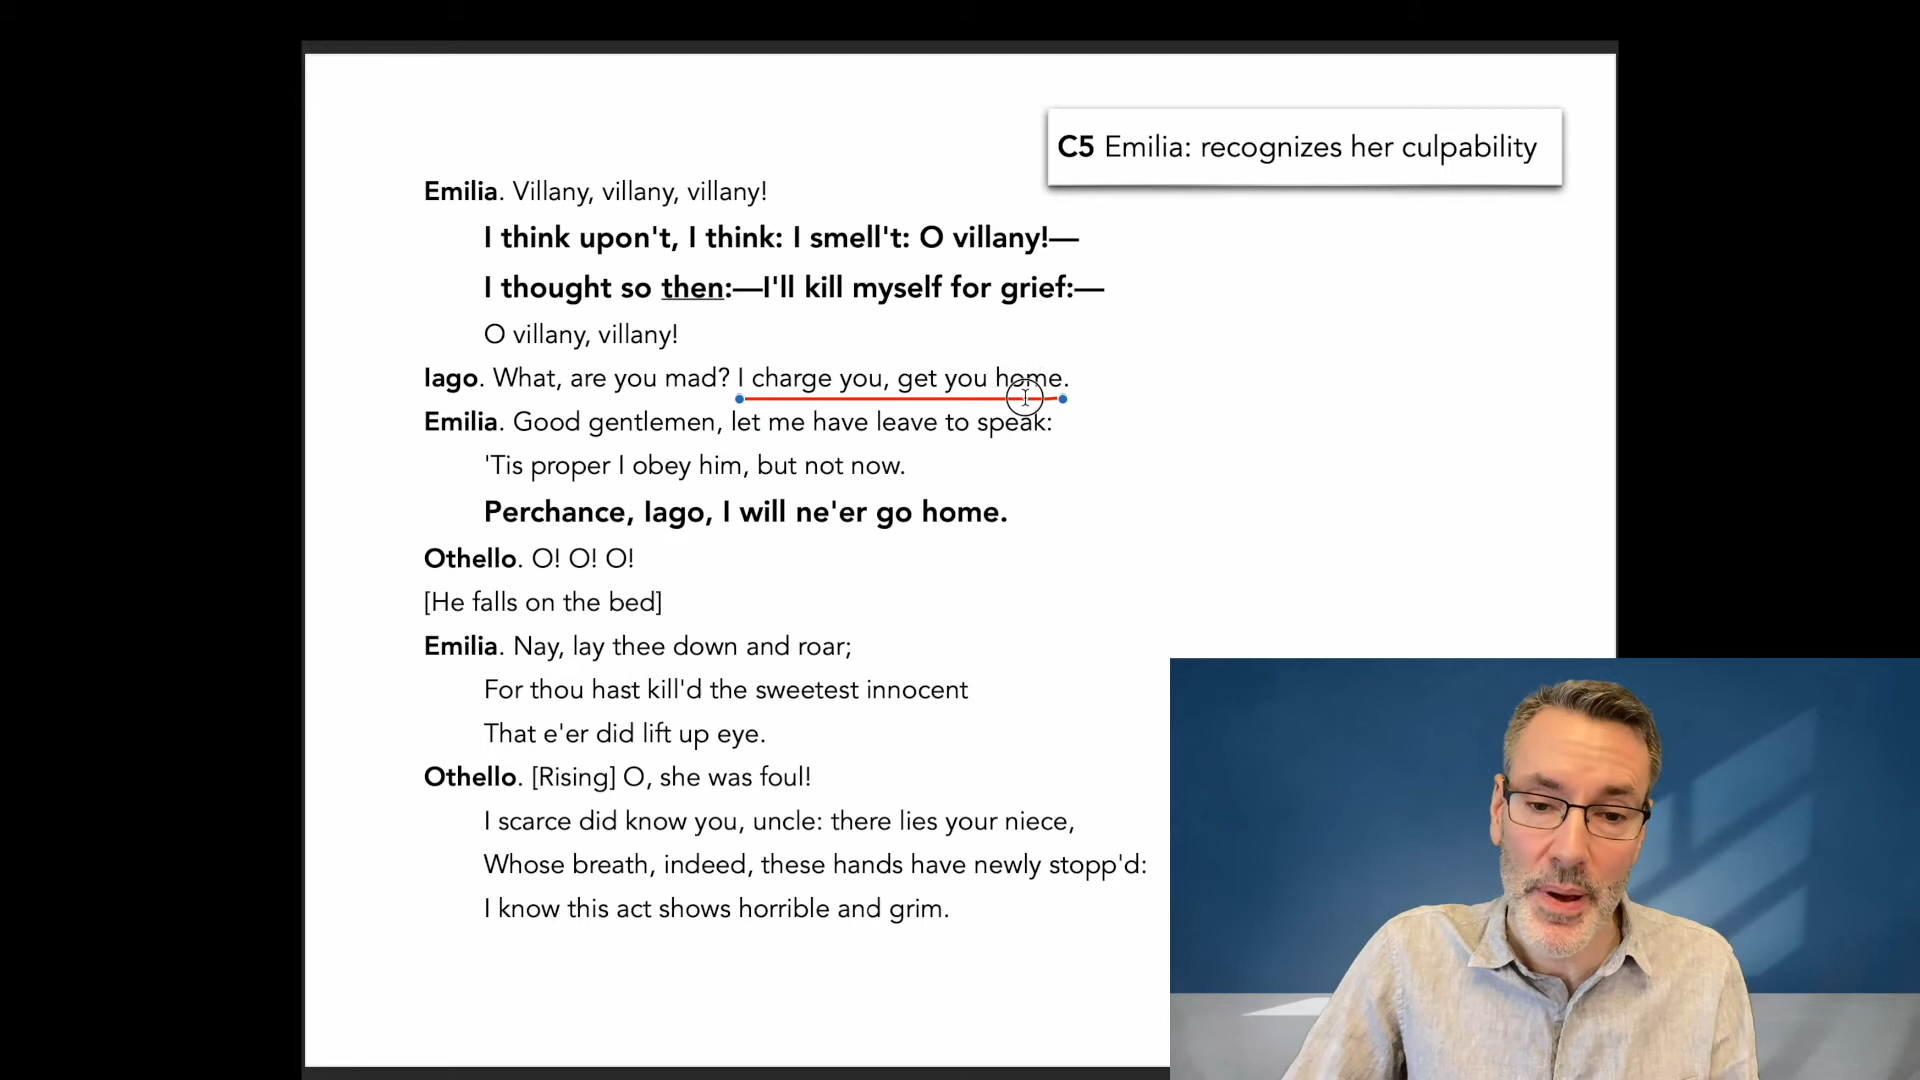 C5 Emilia: recognizes her culpability
Emilia. Villany, villany, villany!
I think upon't, I think: I smell't: O villany!—
I thought so then:—I'll kill myself for grief:—
O villany, villany!
Iago. What, are you mad? I charge you, get you home.
Emilia. Good gentlemen, let me have leave to speak:
'Tis proper I obey him, but not now.
Perchance, Iago, I will ne'er go home.
Othello. O! O! O!
[He falls on the bed]
Emilia. Nay, lay thee down and roar;
For thou hast kill'd the sweetest innocent
That e'er did lift up eye.
Othello. [Rising] O, she was foul!
I scarce did know you, uncle: there lies your niece,
Whose breath, indeed, these hands have newly stopp'd:
I know this act shows horrible and grim.